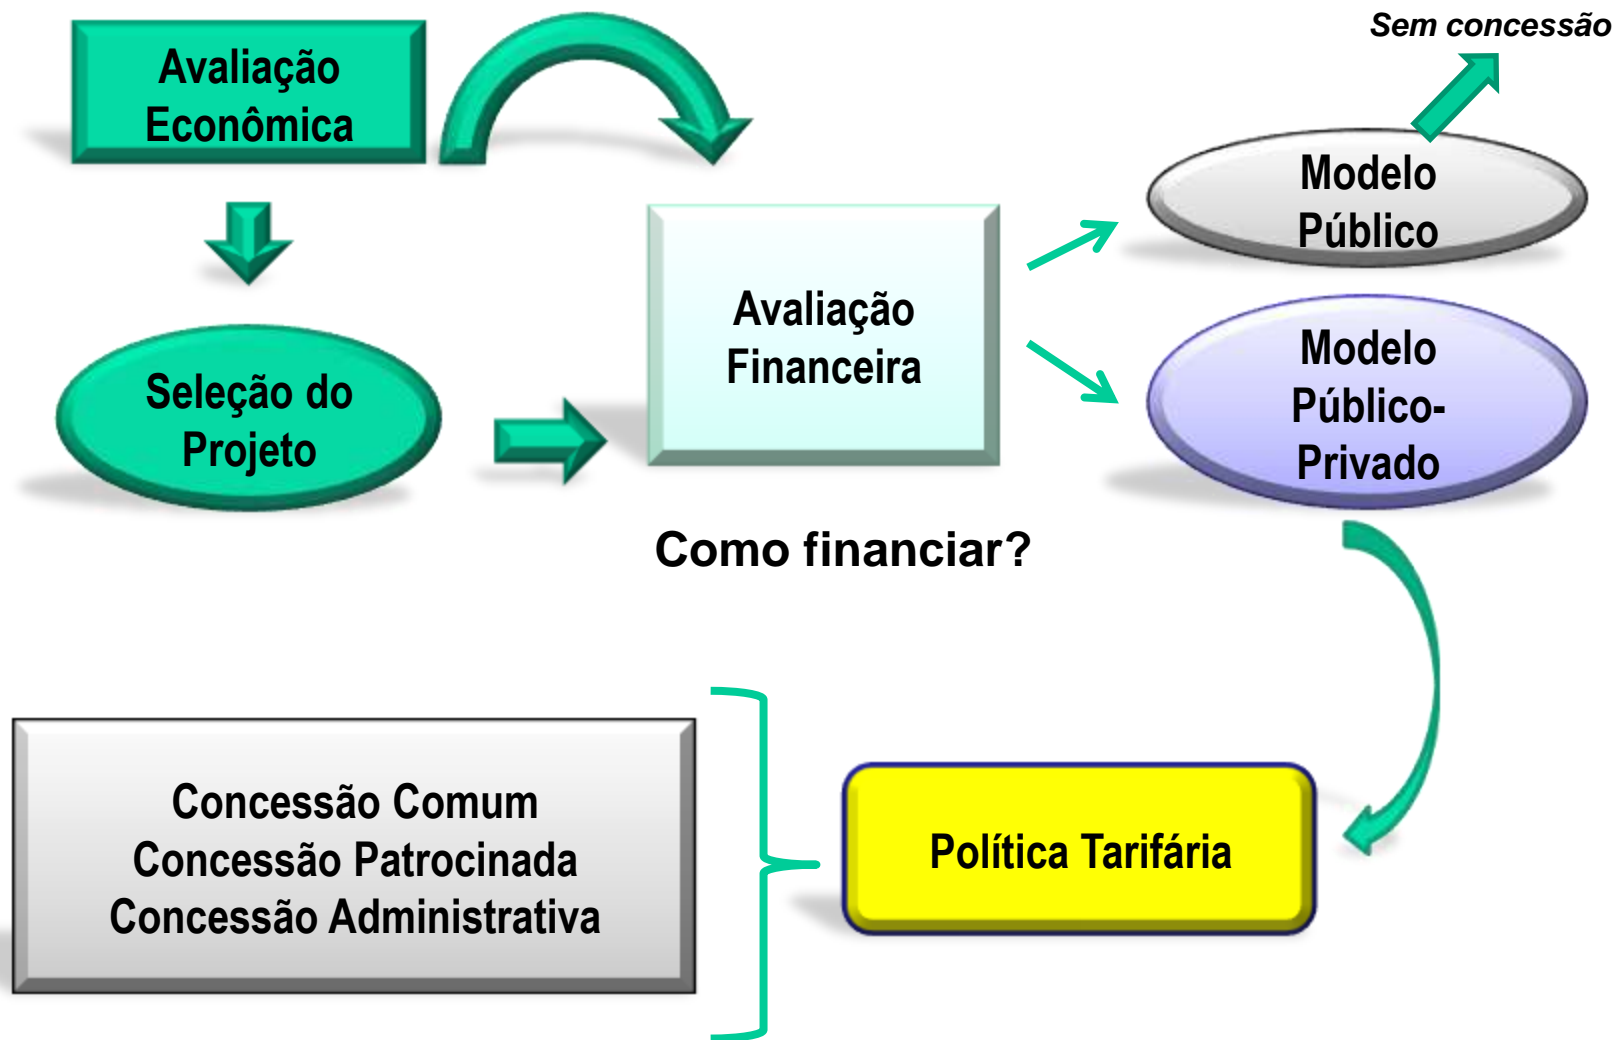 Sem concessão
Avaliação
Econômica
Modelo
Público
Avaliação
Financeira
Seleção do
Projeto
Modelo
Público-
Privado
Como financiar?
Concessão Comum
Concessão Patrocinada
Concessão Administrativa
Política Tarifária